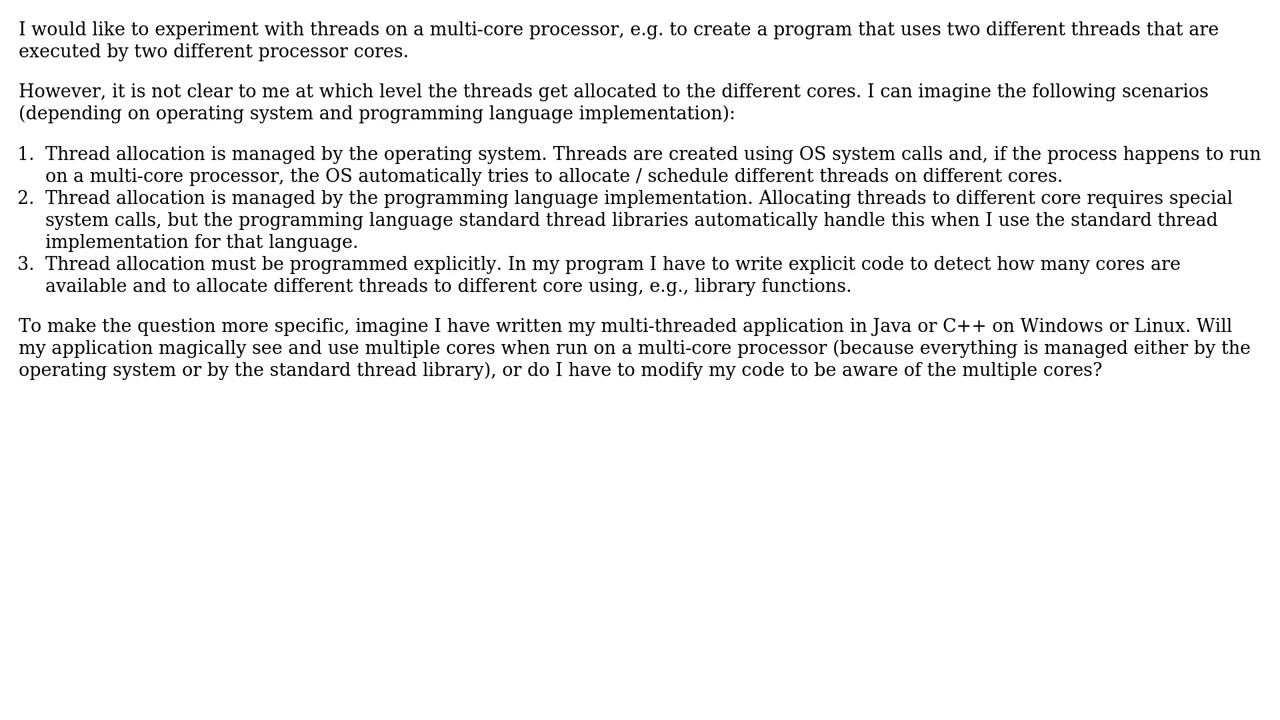 I would like to experiment with threads on a multi-core processor, e.g. to create a program that uses two different threads that are
executed by two different processor cores.
However, it is not clear to me at which level the threads get allocated to the different cores. I can imagine the following scenarios
(depending on operating system and programming language implementation):
1. Thread allocation is managed by the operating system. Threads are created using OS system calls and, if the process happens to run
on a multi-core processor, the OS automatically tries to allocate / schedule different threads on different cores.
2. Thread allocation is managed by the programming language implementation. Allocating threads to different core requires special
system calls, but the programming language standard thread libraries automatically handle this when I use the standard thread
implementation for that language.
3. Thread allocation must be programmed explicitly. In my program I have to write explicit code to detect how many cores are
available and to allocate different threads to different core using, e.g., library functions.
To make the question more specific, imagine I have written my multi-threaded application in Java or C++ on Windows or Linux. Will
my application magically see and use multiple cores when run on a multi-core processor (because everything is managed either by the
operating system or by the standard thread library), or do I have to modify my code to be aware of the multiple cores?